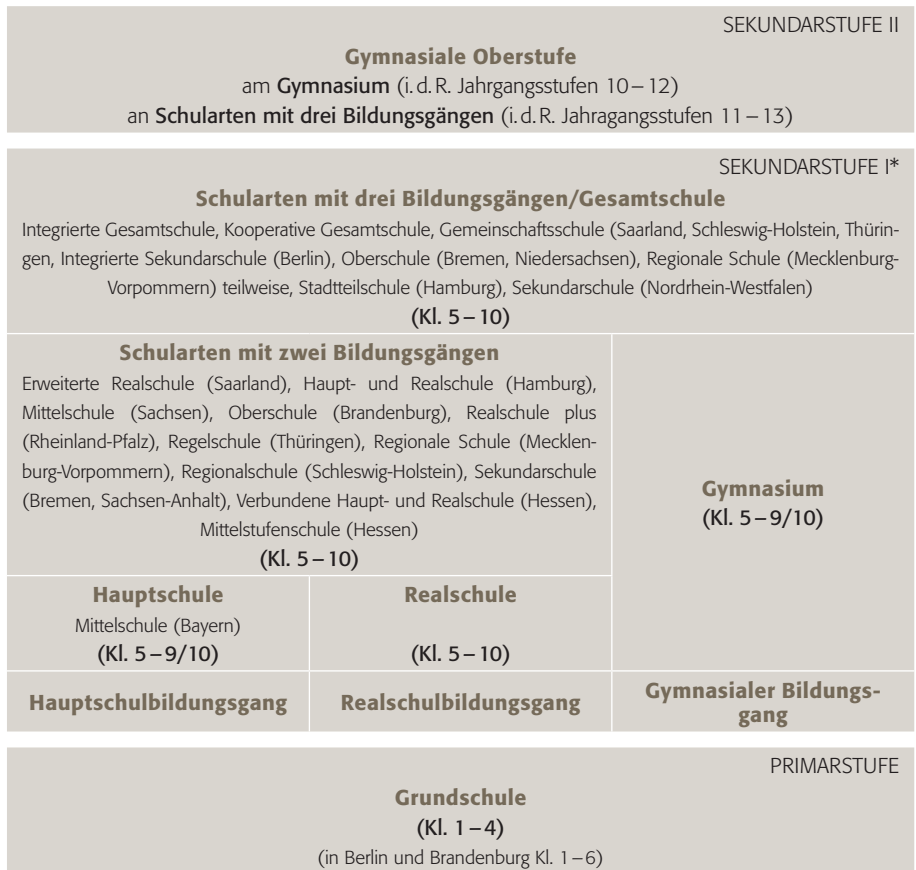 SEKUNDARSTUFE II
Gymnasiale Oberstufe
am Gymnasium (i. d. R. Jahrgangsstufen 10 – 12)
an Schularten mit drei Bildungsgängen (i. d. R. Jahragangsstufen 11 – 13)
SEKUNDARSTUFE I*
Schularten mit drei Bildungsgängen/Gesamtschule
Integrierte Gesamtschule, Kooperative Gesamtschule, Gemeinschaftsschule (Saarland, Schleswig-Holstein, Thürin-
gen, Integrierte Sekundarschule (Berlin), Oberschule (Bremen, Niedersachsen), Regionale Schule (Mecklenburg-
Vorpommern) teilweise, Stadtteilschule (Hamburg), Sekundarschule (Nordrhein-Westfalen)
(Kl. 5 – 10)
Schularten mit zwei Bildungsgängen
Erweiterte Realschule (Saarland), Haupt- und Realschule (Hamburg),
Mittelschule (Sachsen), Oberschule (Brandenburg), Realschule plus
(Rheinland-Pfalz), Regelschule (Thüringen), Regionale Schule (Mecklen-
burg-Vorpommern), Regionalschule (Schleswig-Holstein), Sekundarschule
(Bremen, Sachsen-Anhalt), Verbundene Haupt- und Realschule (Hessen),
Mittelstufenschule (Hessen)
(Kl. 5 – 10)
Gymnasium
(Kl. 5 – 9/10)
Hauptschule
Mittelschule (Bayern)
(Kl. 5 – 9/10)
Realschule
(Kl. 5 – 10)
Hauptschulbildungsgang
Realschulbildungsgang
Gymnasialer Bildungs-
gang
PRIMARSTUFE
Grundschule
(Kl. 1 – 4)
(in Berlin und Brandenburg Kl. 1 – 6)